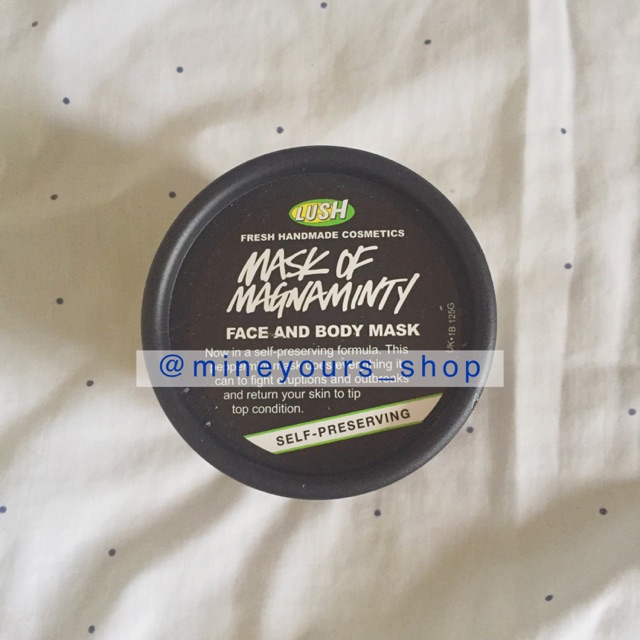 LUSH
FRESH HANDMADE COSMETICS
MASK OF
MAGNAMINTY
FACE AND BODY MASK
Now in a self-preserving formula. This
@mineyours_shop
can to fight eruptions and outbreaks
and return your skin to tip
top condition.
SELF-PRESERVING
125G